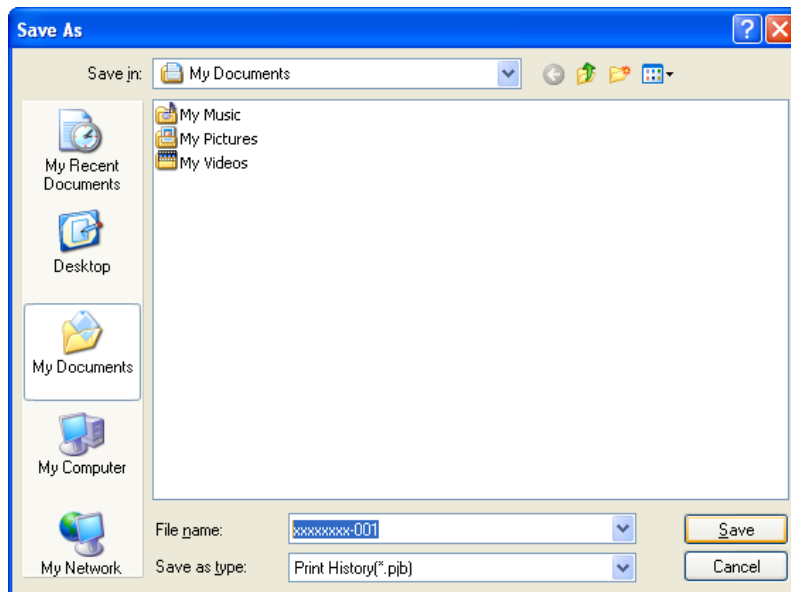 Save As
Save in:
My Documents
My Recent
Documents
Desktop
My Documents
My Computer
My Network
My Music
My Pictures
My Videos
File name:
xxxxxxxx-001
Save
Save as type:
Print History(*.pjb)
Cancel